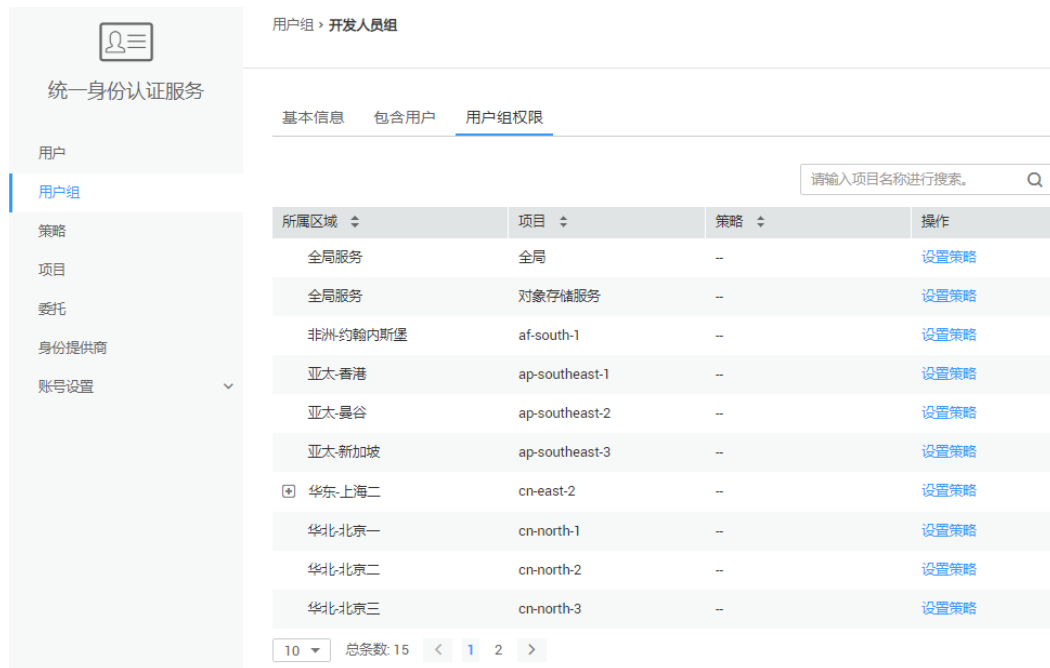 用户组 › 开发人员组
统一身份认证服务
用户
用户组
策略
项目
委托
身份提供商
账号设置
基本信息 包含用户 用户组权限
请输入项目名称进行搜索。
所属区域 项目 策略 操作
全局服务 全局 -- 设置策略
全局服务 对象存储服务 -- 设置策略
非洲-约翰内斯堡 af-south-1 -- 设置策略
亚太-香港 ap-southeast-1 -- 设置策略
亚太-曼谷 ap-southeast-2 -- 设置策略
亚太-新加坡 ap-southeast-3 -- 设置策略
华东-上海二 cn-east-2 -- 设置策略
华北-北京一 cn-north-1 -- 设置策略
华北-北京二 cn-north-2 -- 设置策略
华北-北京三 cn-north-3 -- 设置策略
10 总条数: 15 < 1 2 >